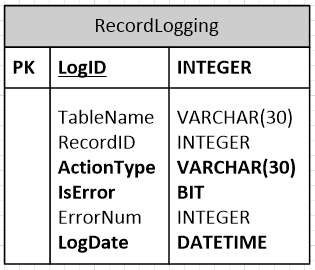 RecordLogging
PK LogID INTEGER
TableName VARCHAR(30)
RecordID INTEGER
ActionType VARCHAR(30)
IsError BIT
ErrorNum INTEGER
LogDate DATETIME